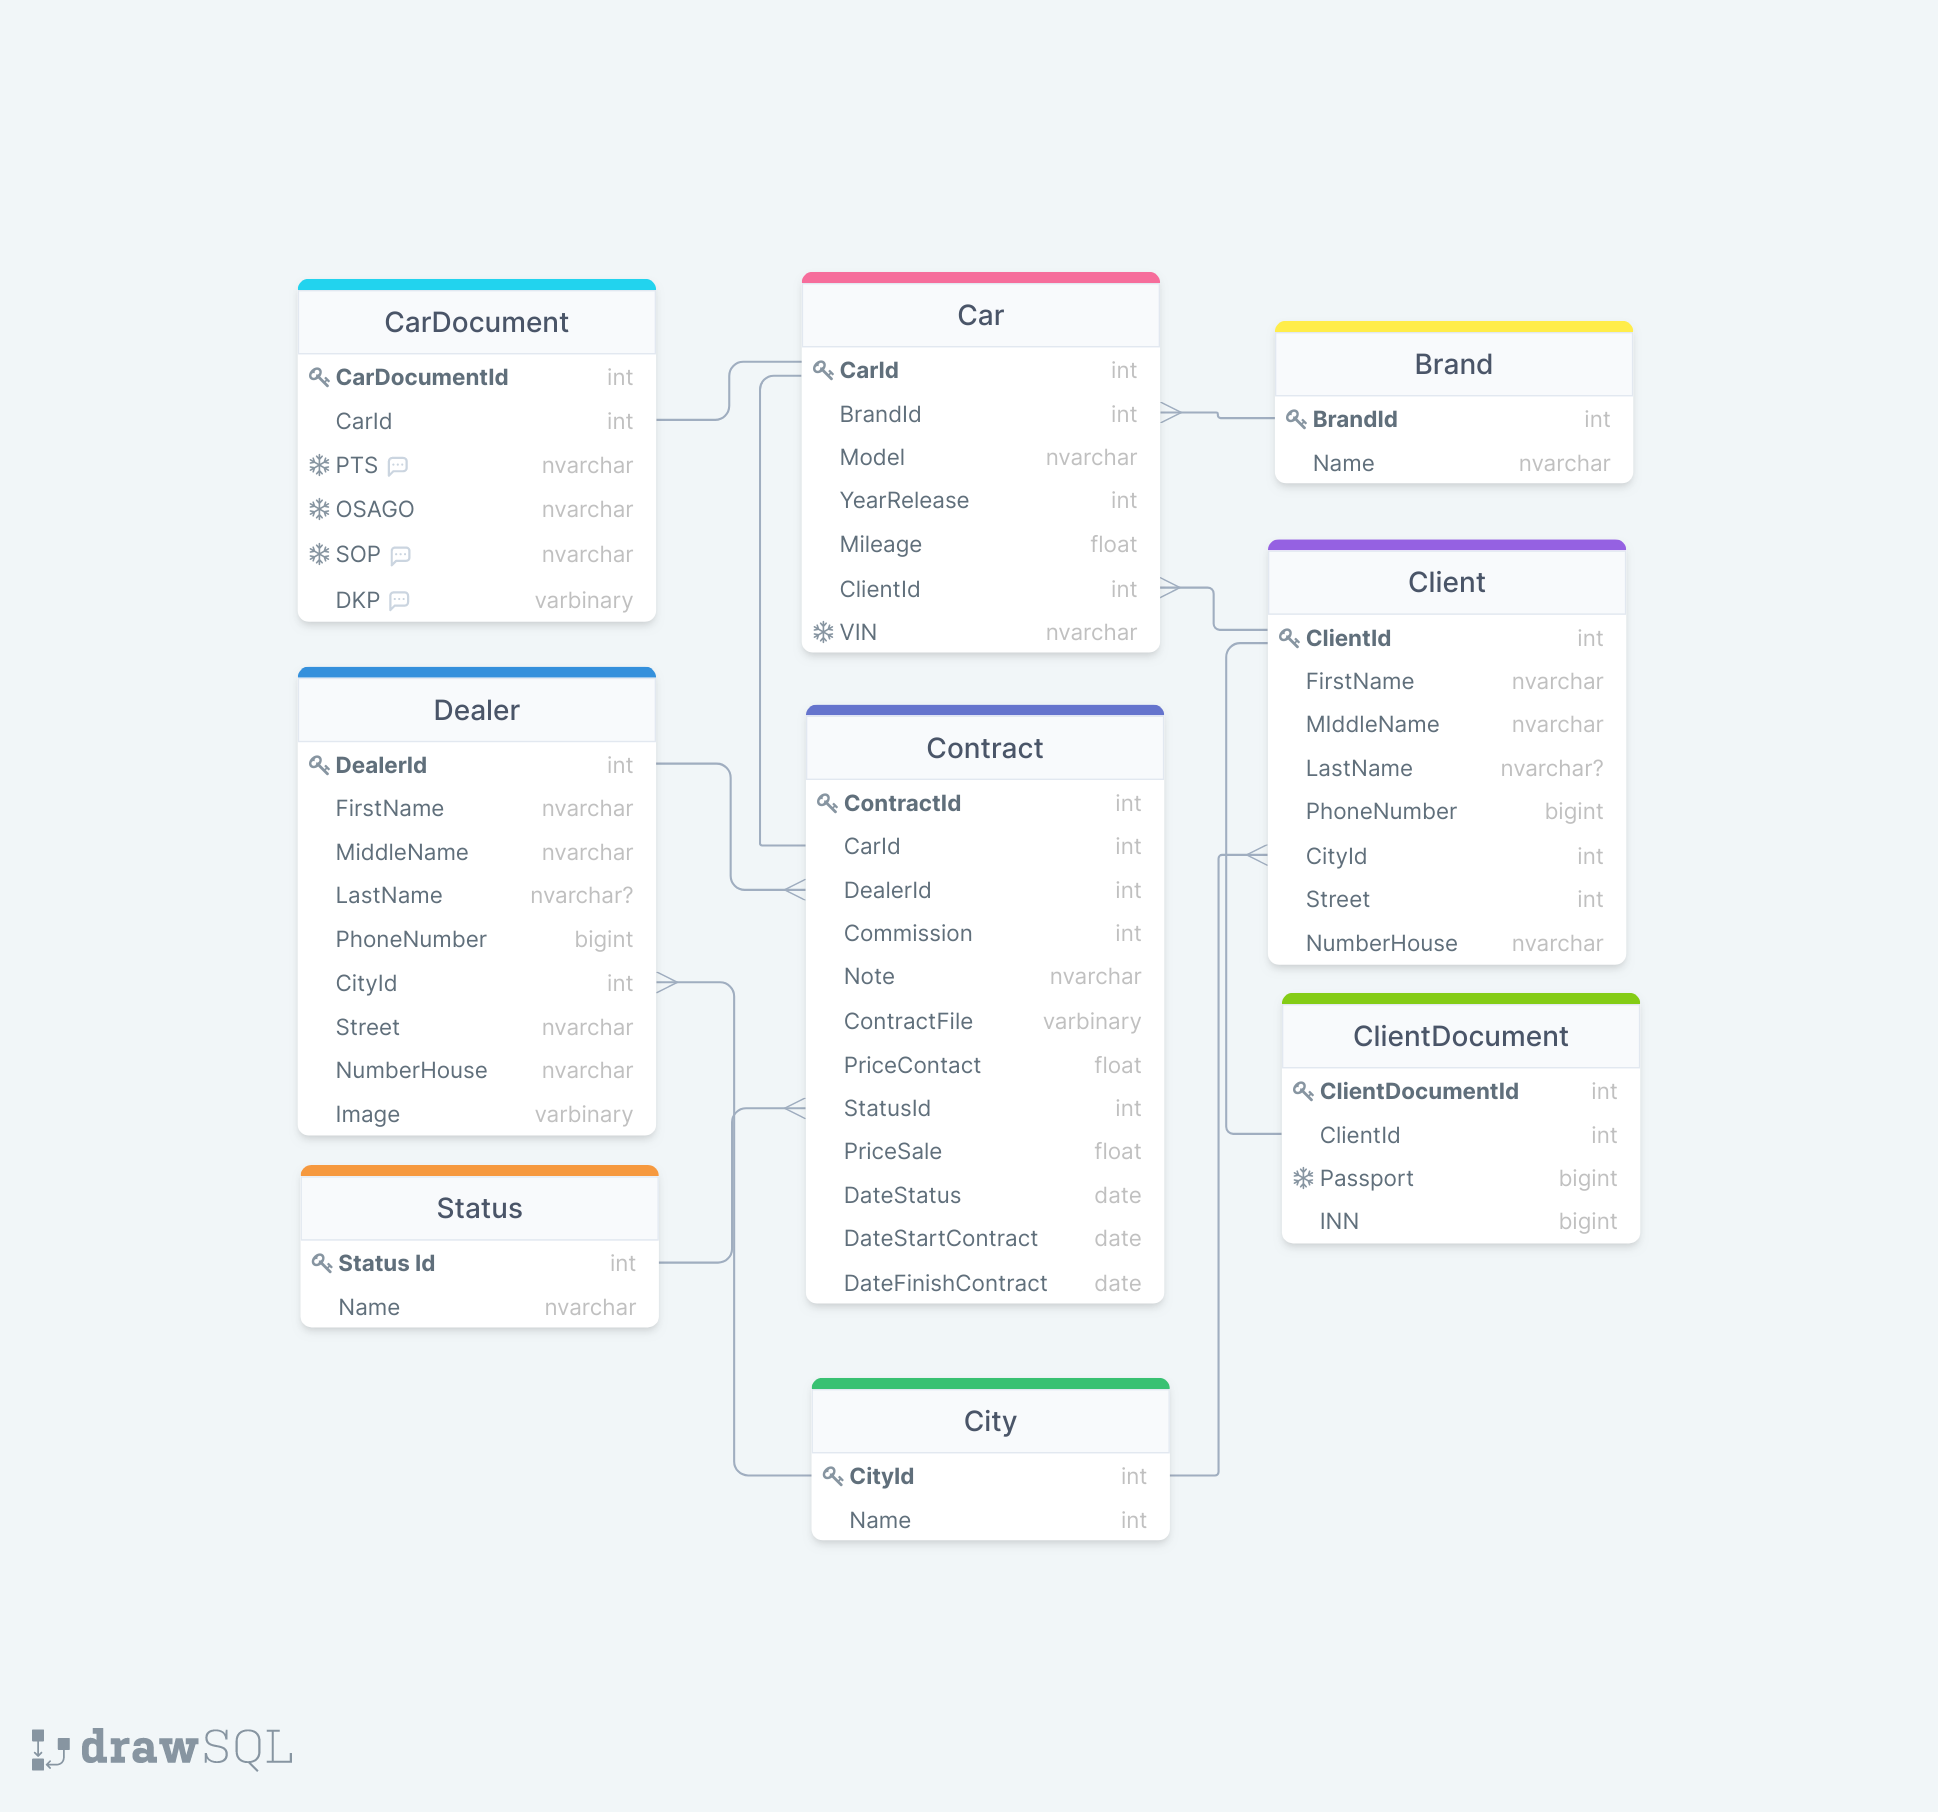 CarDocument
CarDocumentId int
CarId int
PTS nvarchar
OSAGO nvarchar
SOP nvarchar
DKP varbinary
Car
CarId int
BrandId int
Model nvarchar
YearRelease int
Mileage float
ClientId int
VIN nvarchar
Brand
BrandId int
Name nvarchar
Client
ClientId int
FirstName nvarchar
MIddleName nvarchar
LastName nvarchar?
PhoneNumber bigint
CityId int
Street int
NumberHouse nvarchar
Dealer
DealerId int
FirstName nvarchar
MiddleName nvarchar
LastName nvarchar?
PhoneNumber bigint
CityId int
Street nvarchar
NumberHouse nvarchar
Image varbinary
Contract
ContractId int
CarId int
DealerId int
Commission int
Note nvarchar
ContractFile varbinary
PriceContact float
StatusId int
PriceSale float
DateStatus date
DateStartContract date
DateFinishContract date
ClientDocument
ClientDocumentId int
ClientId int
Passport bigint
INN bigint
Status
Status Id int
Name nvarchar
City
CityId int
Name int
drawSQL